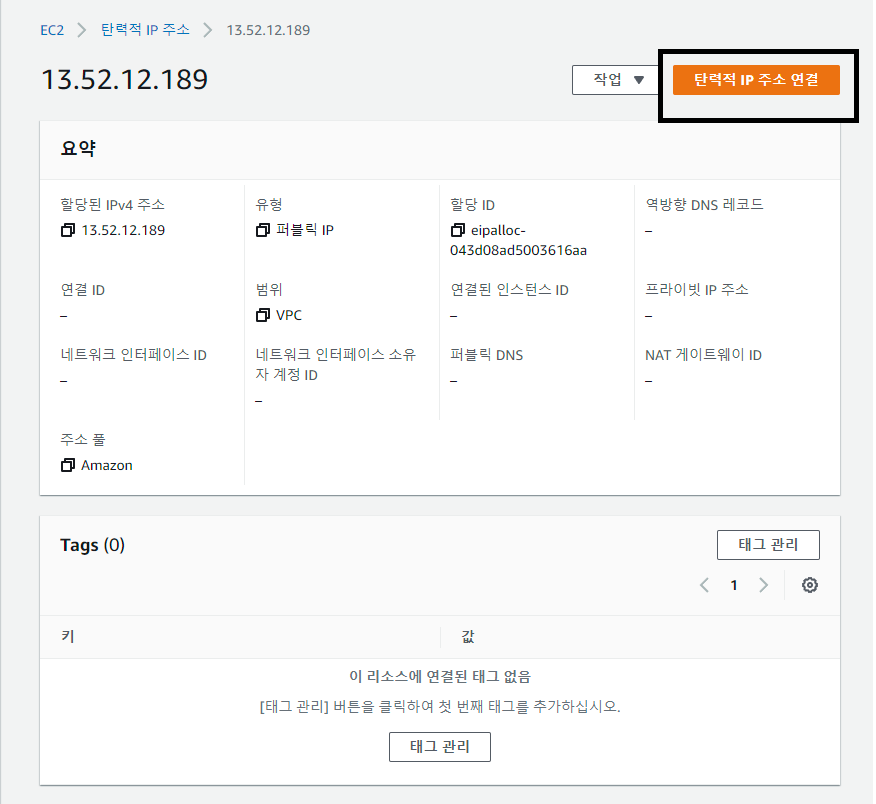 EC2 > 탄력적 IP 주소 > 13.52.12.189
13.52.12.189
작업 ▼
탄력적 IP 주소 연결
요약
할당된 IPv4 주소
13.52.12.189
유형
퍼블릭 IP
할당 ID
eipalloc-
043d08ad5003616aa
역방향 DNS 레코드
–
연결 ID
–
범위
VPC
연결된 인스턴스 ID
–
프라이빗 IP 주소
–
네트워크 인터페이스 ID
–
네트워크 인터페이스 소유
자 계정 ID
–
퍼블릭 DNS
–
NAT 게이트웨이 ID
–
주소 풀
Amazon
Tags (0)
태그 관리
< 1 >
키
값
이 리소스에 연결된 태그 없음
[태그 관리] 버튼을 클릭하여 첫 번째 태그를 추가하십시오.
태그 관리